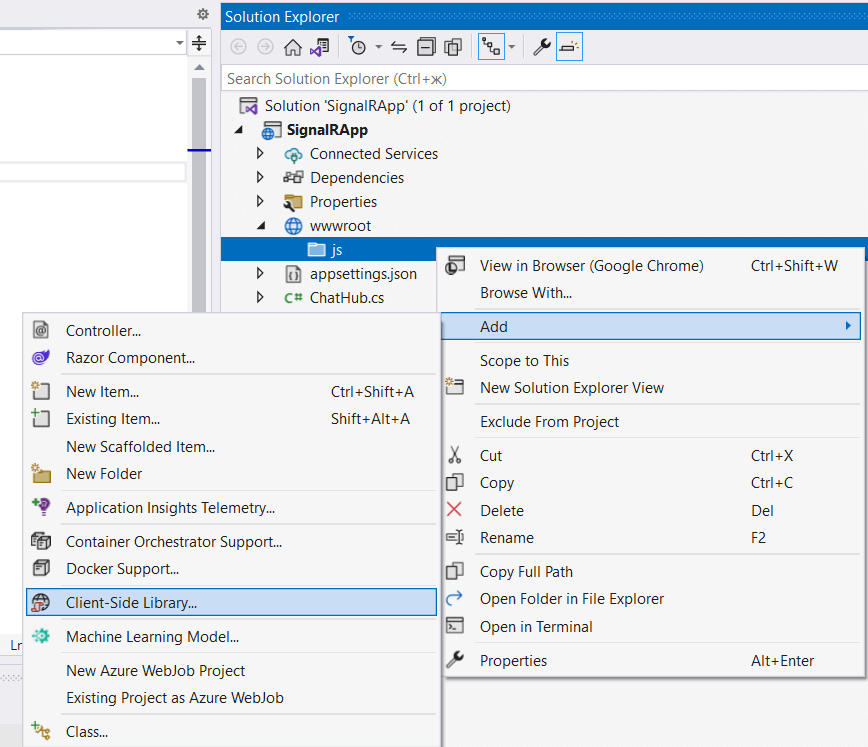 Solution Explorer
Search Solution Explorer (Ctrl+ж)
Solution 'SignalRApp' (1 of 1 project)
SignalRApp
Connected Services
Dependencies
Properties
wwwroot
js
appsettings.json
C# ChatHub.cs
View in Browser (Google Chrome) Ctrl+Shift+W
Browse With...
Add
Scope to This
New Solution Explorer View
Exclude From Project
Cut Ctrl+X
Copy Ctrl+C
Delete Del
Rename F2
Copy Full Path
Open Folder in File Explorer
Open in Terminal
Properties Alt+Enter
Controller...
Razor Component...
New Item... Ctrl+Shift+A
Existing Item... Shift+Alt+A
New Scaffolded Item...
New Folder
Application Insights Telemetry...
Container Orchestrator Support...
Docker Support...
Client-Side Library...
Machine Learning Model...
New Azure WebJob Project
Existing Project as Azure WebJob
Class...